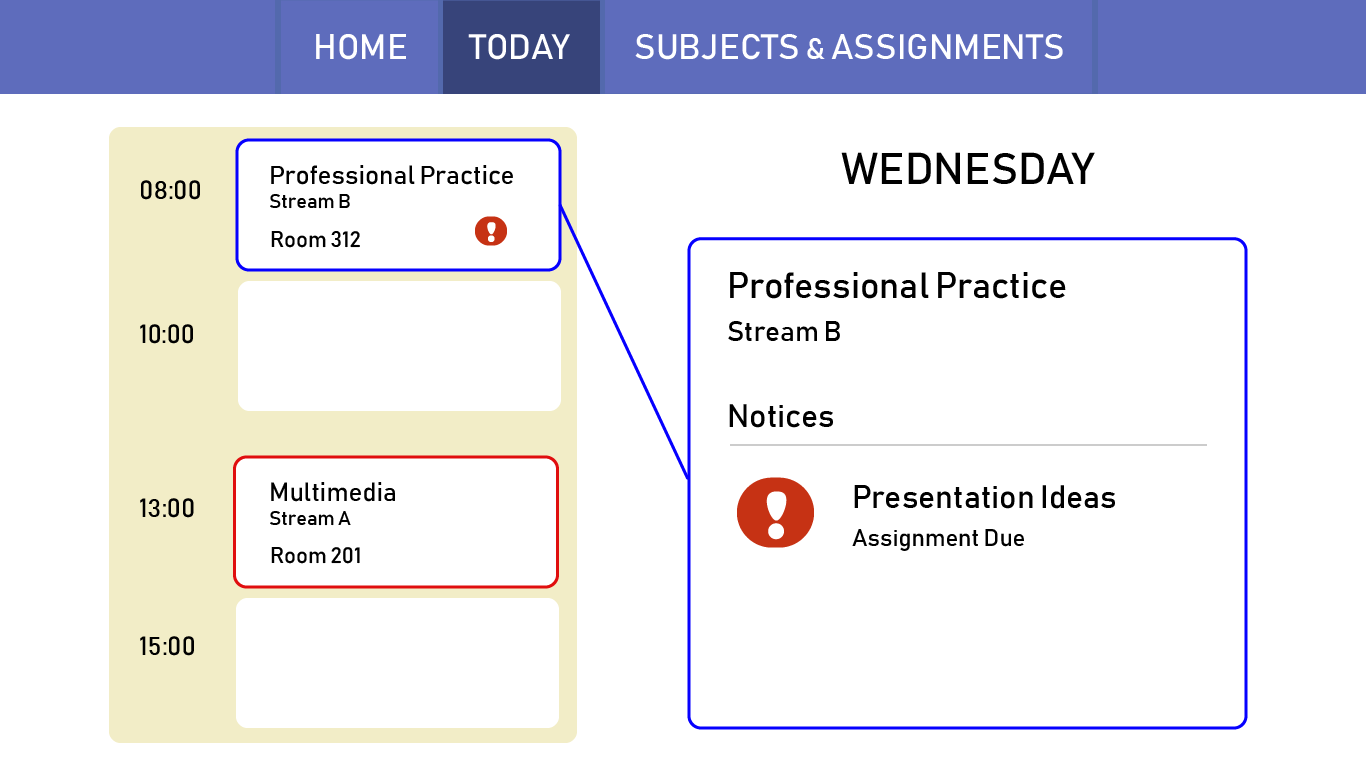 HOME TODAY SUBJECTS & ASSIGNMENTS
08:00
Professional Practice
Stream B
Room 312
10:00
13:00
Multimedia
Stream A
Room 201
15:00
WEDNESDAY
Professional Practice
Stream B
Notices
Presentation Ideas
Assignment Due